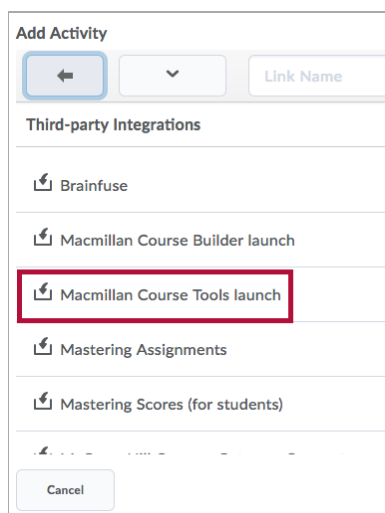 Add Activity
Link Name
Third-party Integrations
Brainfuse
Macmillan Course Builder launch
Macmillan Course Tools launch
Mastering Assignments
Mastering Scores (for students)
Cancel